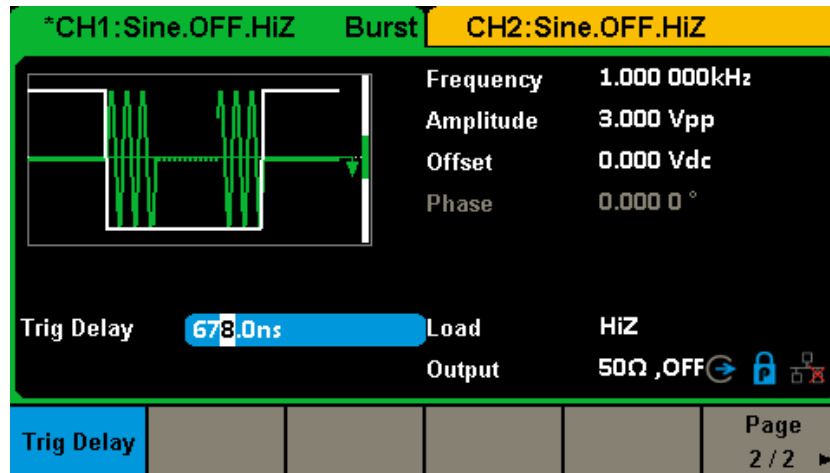 *CH1:Sine.OFF.HiZ Burst CH2:Sine.OFF.HiZ
Frequency 1.000 000kHz
Amplitude 3.000 Vpp
Offset 0.000 Vdc
Phase 0.000 0 °
Trig Delay 678.0ns Load HiZ
Output 50Ω ,OFF P
Trig Delay Page
2 / 2 ►